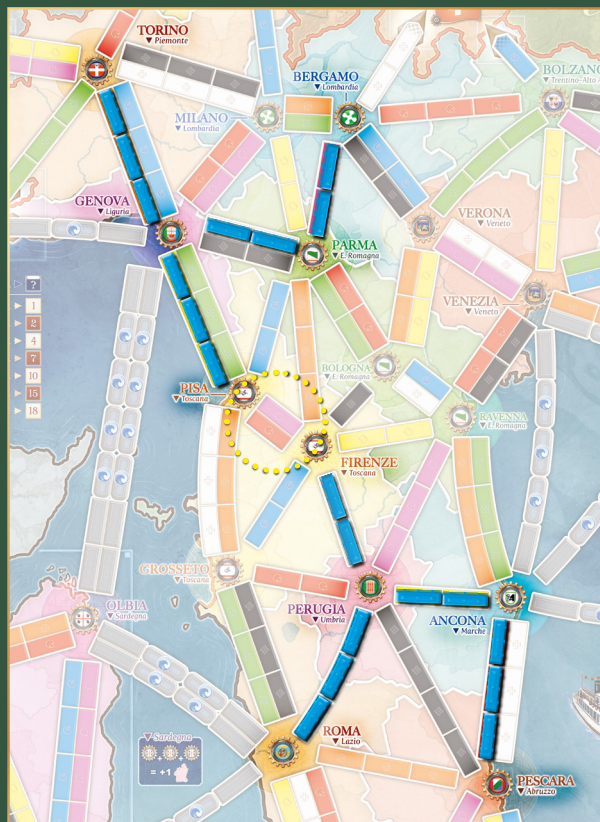 TORINO
▼ Piemonte
BERGAMO
▼ Lombardia
BOLZANO
▼ Trentino-Alto A
MILANO
▼ Lombardia
GENOVA
▼ Liguria
VERONA
▼ Veneto
PARMA
▼ E. Romagna
?
1
2
4
7
10
15
18
VENEZIA
▼ Veneto
BOLOGNA
▼ E. Romagna
PISA
▼ Toscana
RAVENNA
▼ E. Romagna
FIRENZE
▼ Toscana
GROSSETO
▼ Toscana
OLBIA
▼ Sardegna
PERUGIA
▼ Umbria
ANCONA
▼ Marche
▼ Sardegna
= +1
ROMA
▼ Lazio
PESCARA
▼ Abruzzo